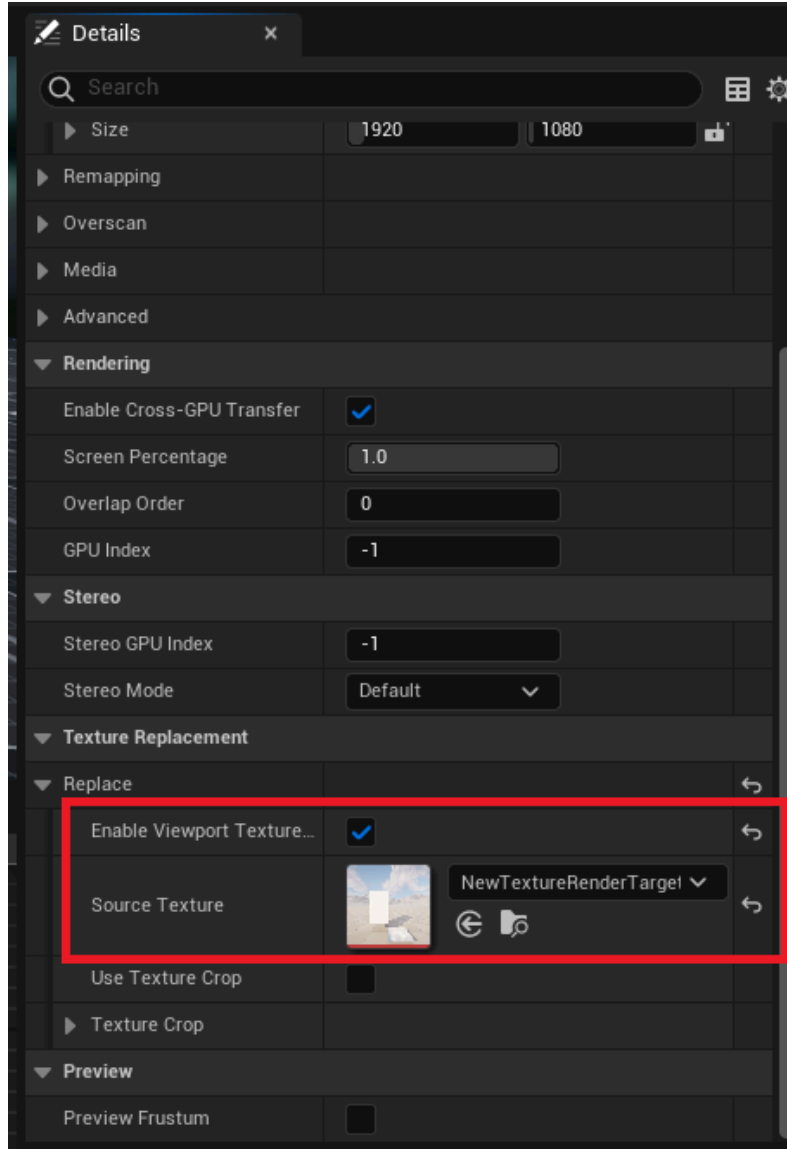 Details
Search
Size 1920 1080
Remapping
Overscan
Media
Advanced
Rendering
Enable Cross-GPU Transfer
Screen Percentage 1.0
Overlap Order 0
GPU Index -1
Stereo
Stereo GPU Index -1
Stereo Mode Default
Texture Replacement
Replace
Enable Viewport Texture...
Source Texture NewTextureRenderTarget
Use Texture Crop
Texture Crop
Preview
Preview Frustum